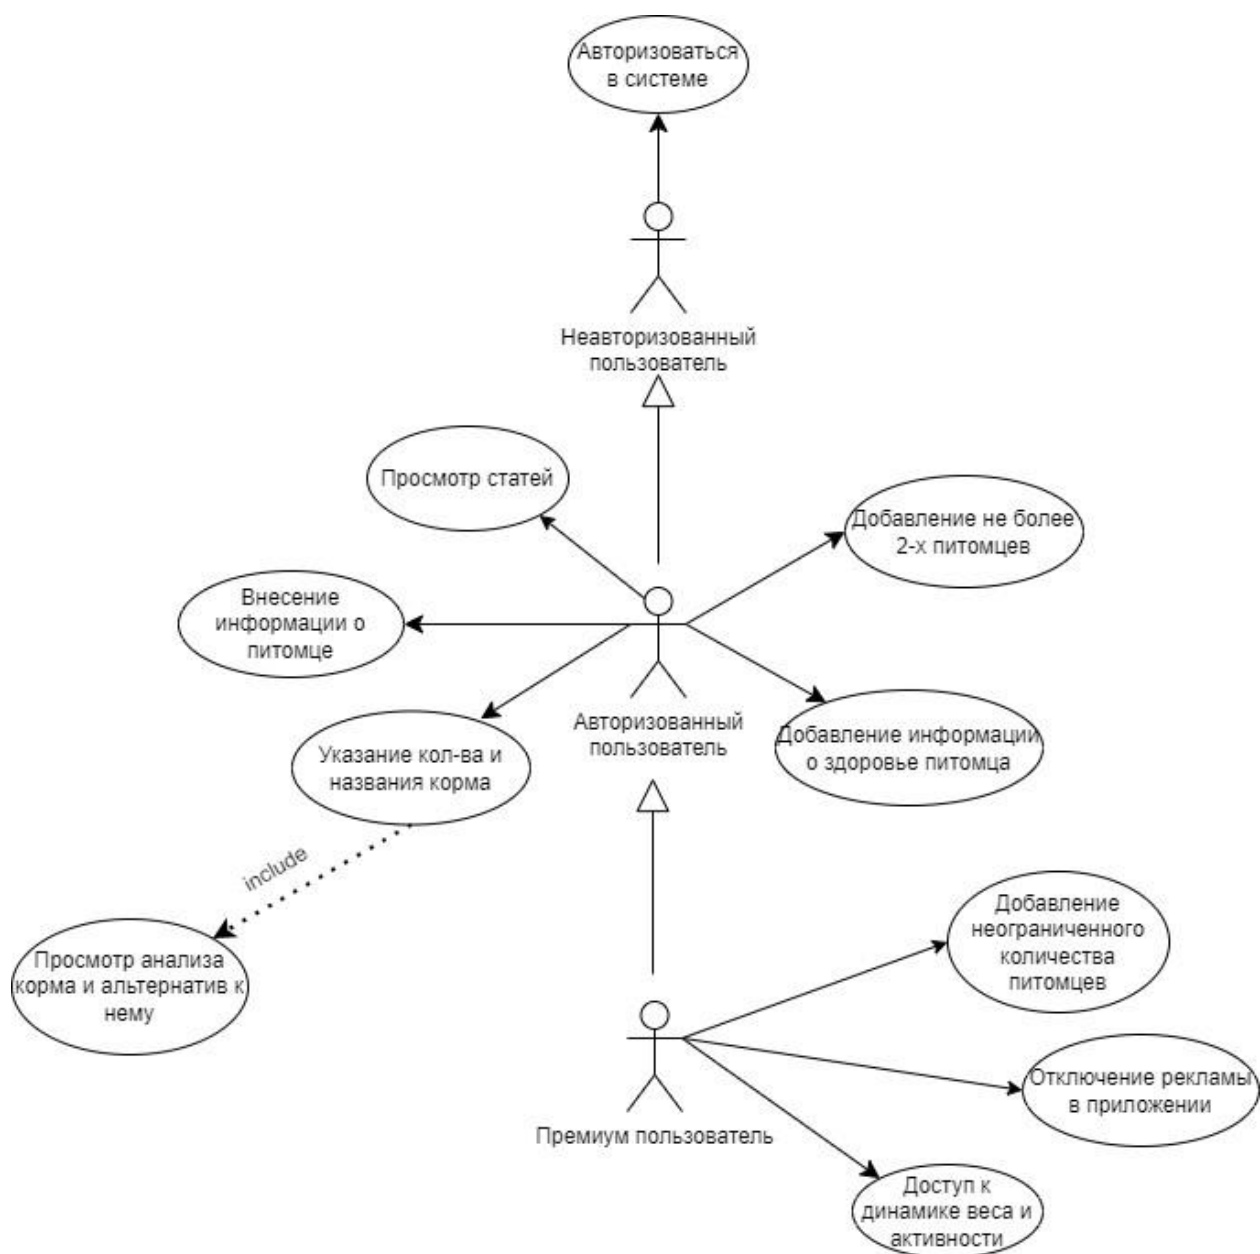 Авторизоваться
в системе
Неавторизованный
пользователь
Просмотр статей
Добавление не более
2-х питомцев
Внесение
информации о
питомце
Авторизованный
пользователь
Указание кол-ва и
названия корма
Добавление информации
о здоровье питомца
include
Просмотр анализа
корма и альтернатив к
нему
Добавление
неограниченного
количества
питомцев
Отключение рекламы
в приложении
Премиум пользователь
Доступ к
динамике веса и
активности